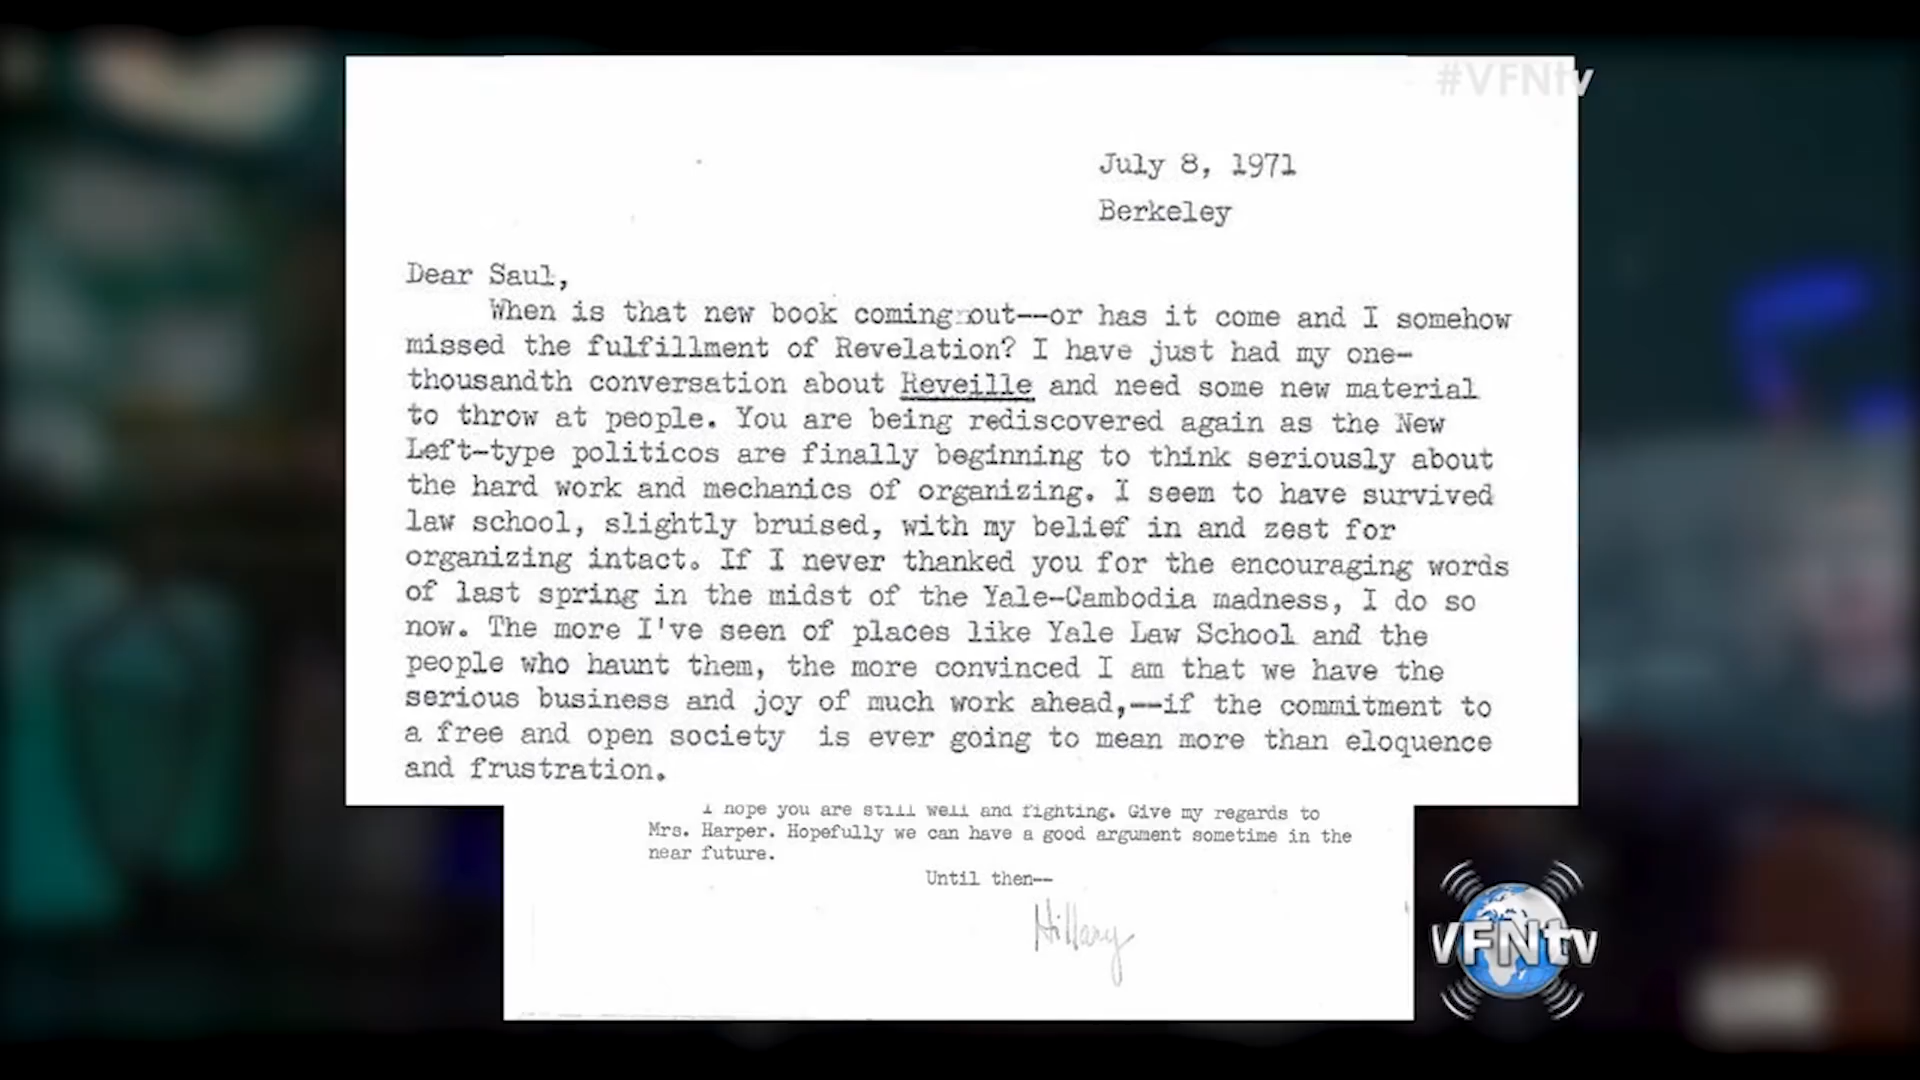 #VFNtv
July 8, 1971
Berkeley
Dear Saul,
When is that new book coming out--or has it come and I somehow
missed the fulfillment of Revelation? I have just had my one-
thousandth conversation about Reveille and need some new material
to throw at people. You are being rediscovered again as the New
Left-type politicos are finally beginning to think seriously about
the hard work and mechanics of organizing. I seem to have survived
law school, slightly bruised, with my belief in and zest for
organizing intact. If I never thanked you for the encouraging words
of last spring in the midst of the Yale-Cambodia madness, I do so
now. The more I've seen of places like Yale Law School and the
people who haunt them, the more convinced I am that we have the
serious business and joy of much work ahead,--if the commitment to
a free and open society is ever going to mean more than eloquence
and frustration.
I hope you are still well and fighting. Give my regards to
Mrs. Harper. Hopefully we can have a good argument sometime in the
near future.
Until then--
Hillary
VFNtv